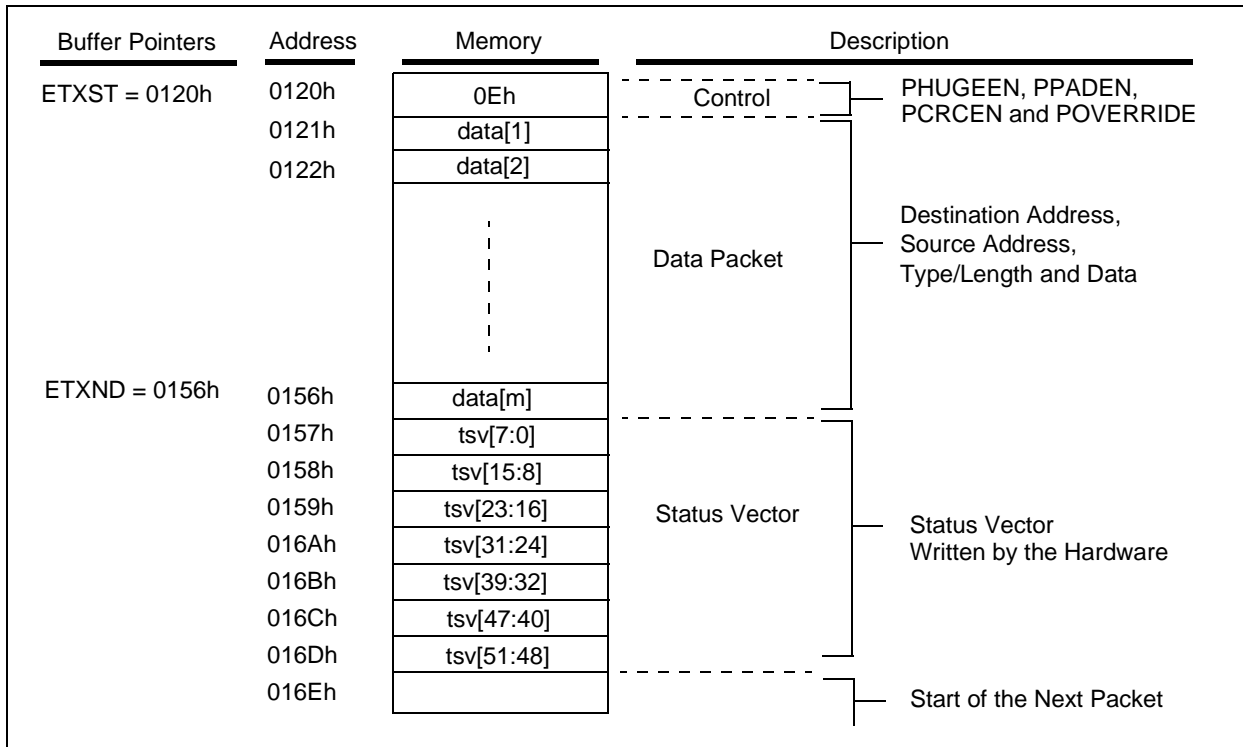 Buffer Pointers Address Memory Description
ETXST = 0120h 0120h 0Eh Control PHUGEEN, PPADEN,
PCRCEN and POVERRIDE
0121h data[1]
0122h data[2]
Data Packet
Destination Address,
Source Address,
Type/Length and Data
ETXND = 0156h 0156h data[m]
0157h tsv[7:0]
0158h tsv[15:8]
0159h tsv[23:16] Status Vector
016Ah tsv[31:24]
Status Vector
Written by the Hardware
016Bh tsv[39:32]
016Ch tsv[47:40]
016Dh tsv[51:48]
016Eh Start of the Next Packet